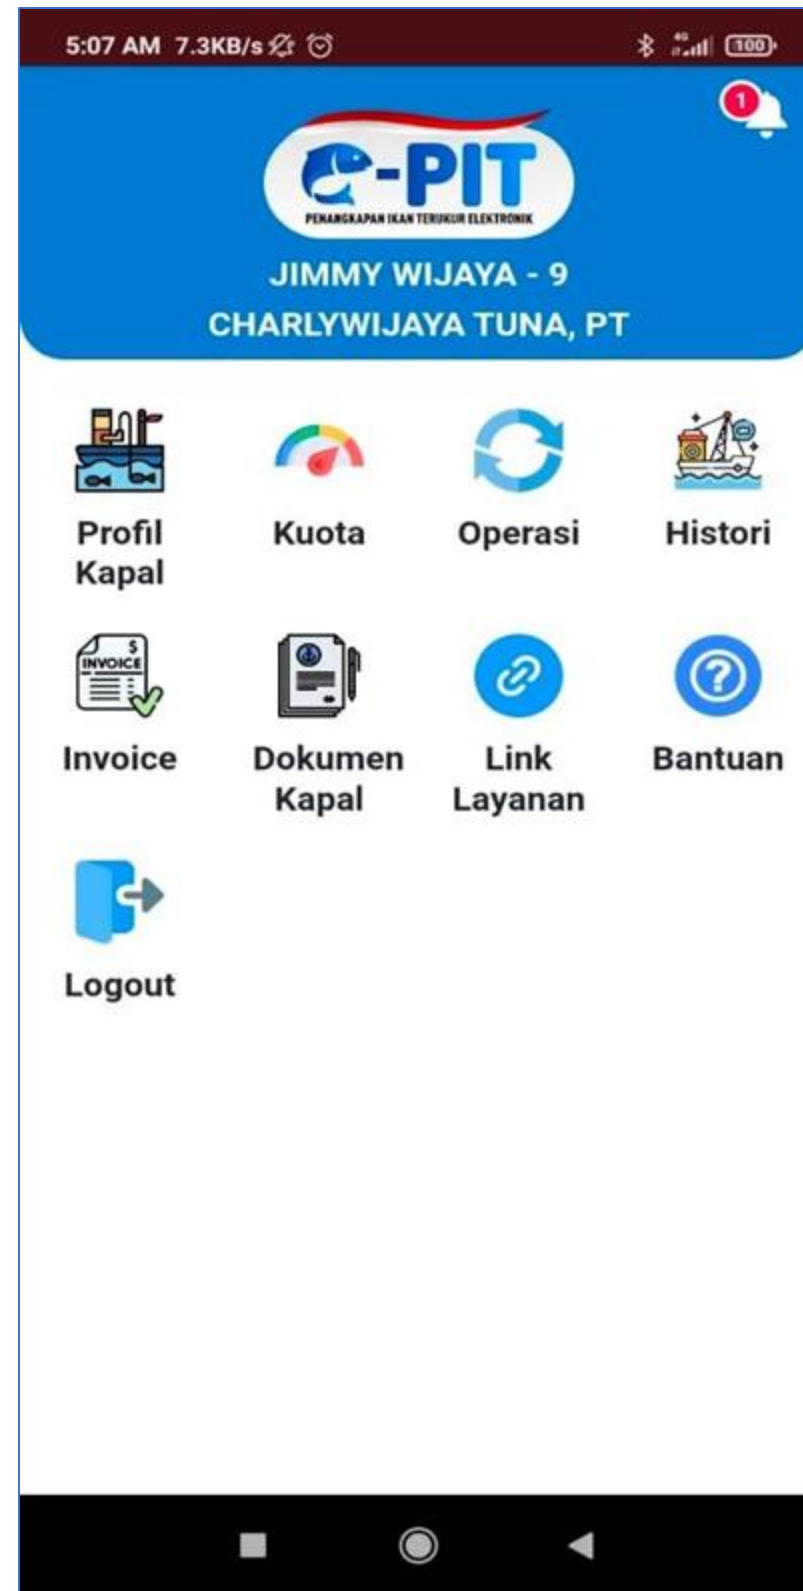 5:07 AM 7.3KB/s
4G
100
1
e-PIT
PENANGKAPAN IKAN TERUKUR ELEKTRONIK
JIMMY WIJAYA - 9
CHARLYWIJAYA TUNA, PT
Profil
Kapal
Kuota
Operasi
Histori
$
INVOICE
Invoice
Dokumen
Kapal
Link
Layanan
Bantuan
Logout